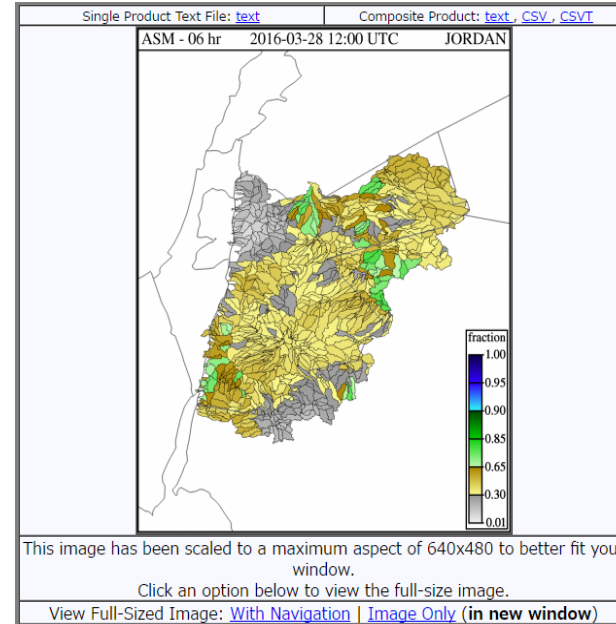 Single Product Text File: text
Composite Product: text , CSV , CSVT
ASM - 06 hr 2016-03-28 12:00 UTC JORDAN
fraction
1.00
0.95
0.90
0.85
0.65
0.30
0.01
This image has been scaled to a maximum aspect of 640x480 to better fit you
window.
Click an option below to view the full-size image.
View Full-Sized Image: With Navigation | Image Only (in new window)